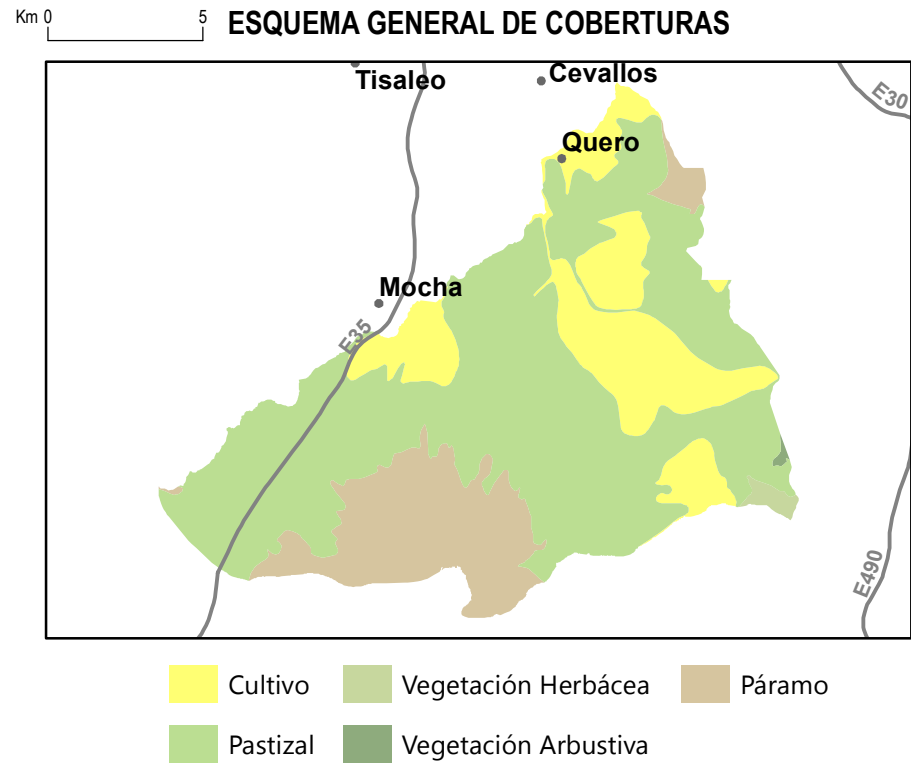 Km 0 5
ESQUEMA GENERAL DE COBERTURAS
Tisaleo
Cevallos
E30
Quero
Mocha
E35
E490
Cultivo
Vegetación Herbácea
Páramo
Pastizal
Vegetación Arbustiva